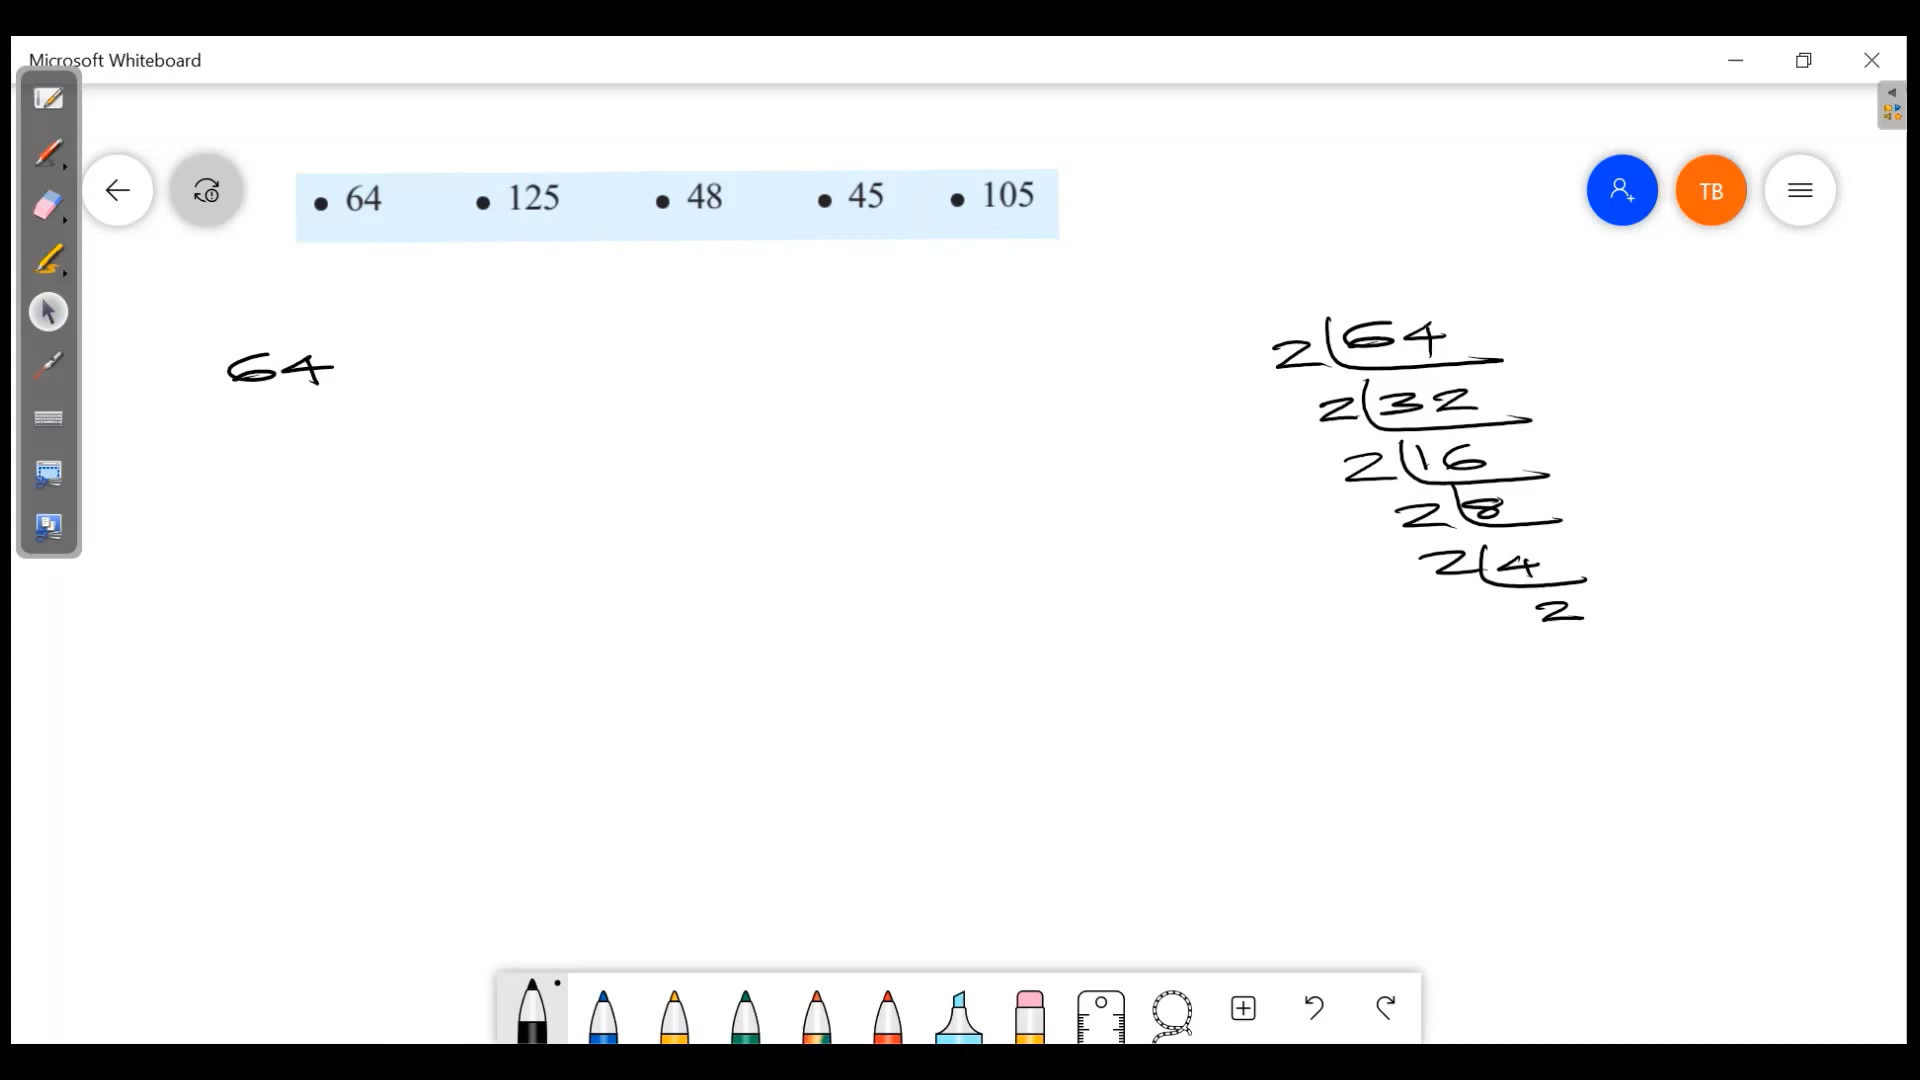 Microsoft Whiteboard
• 64 • 125 • 48 • 45 • 105
TB
64
2 64
2 32
2 16
2 8
2 4
2